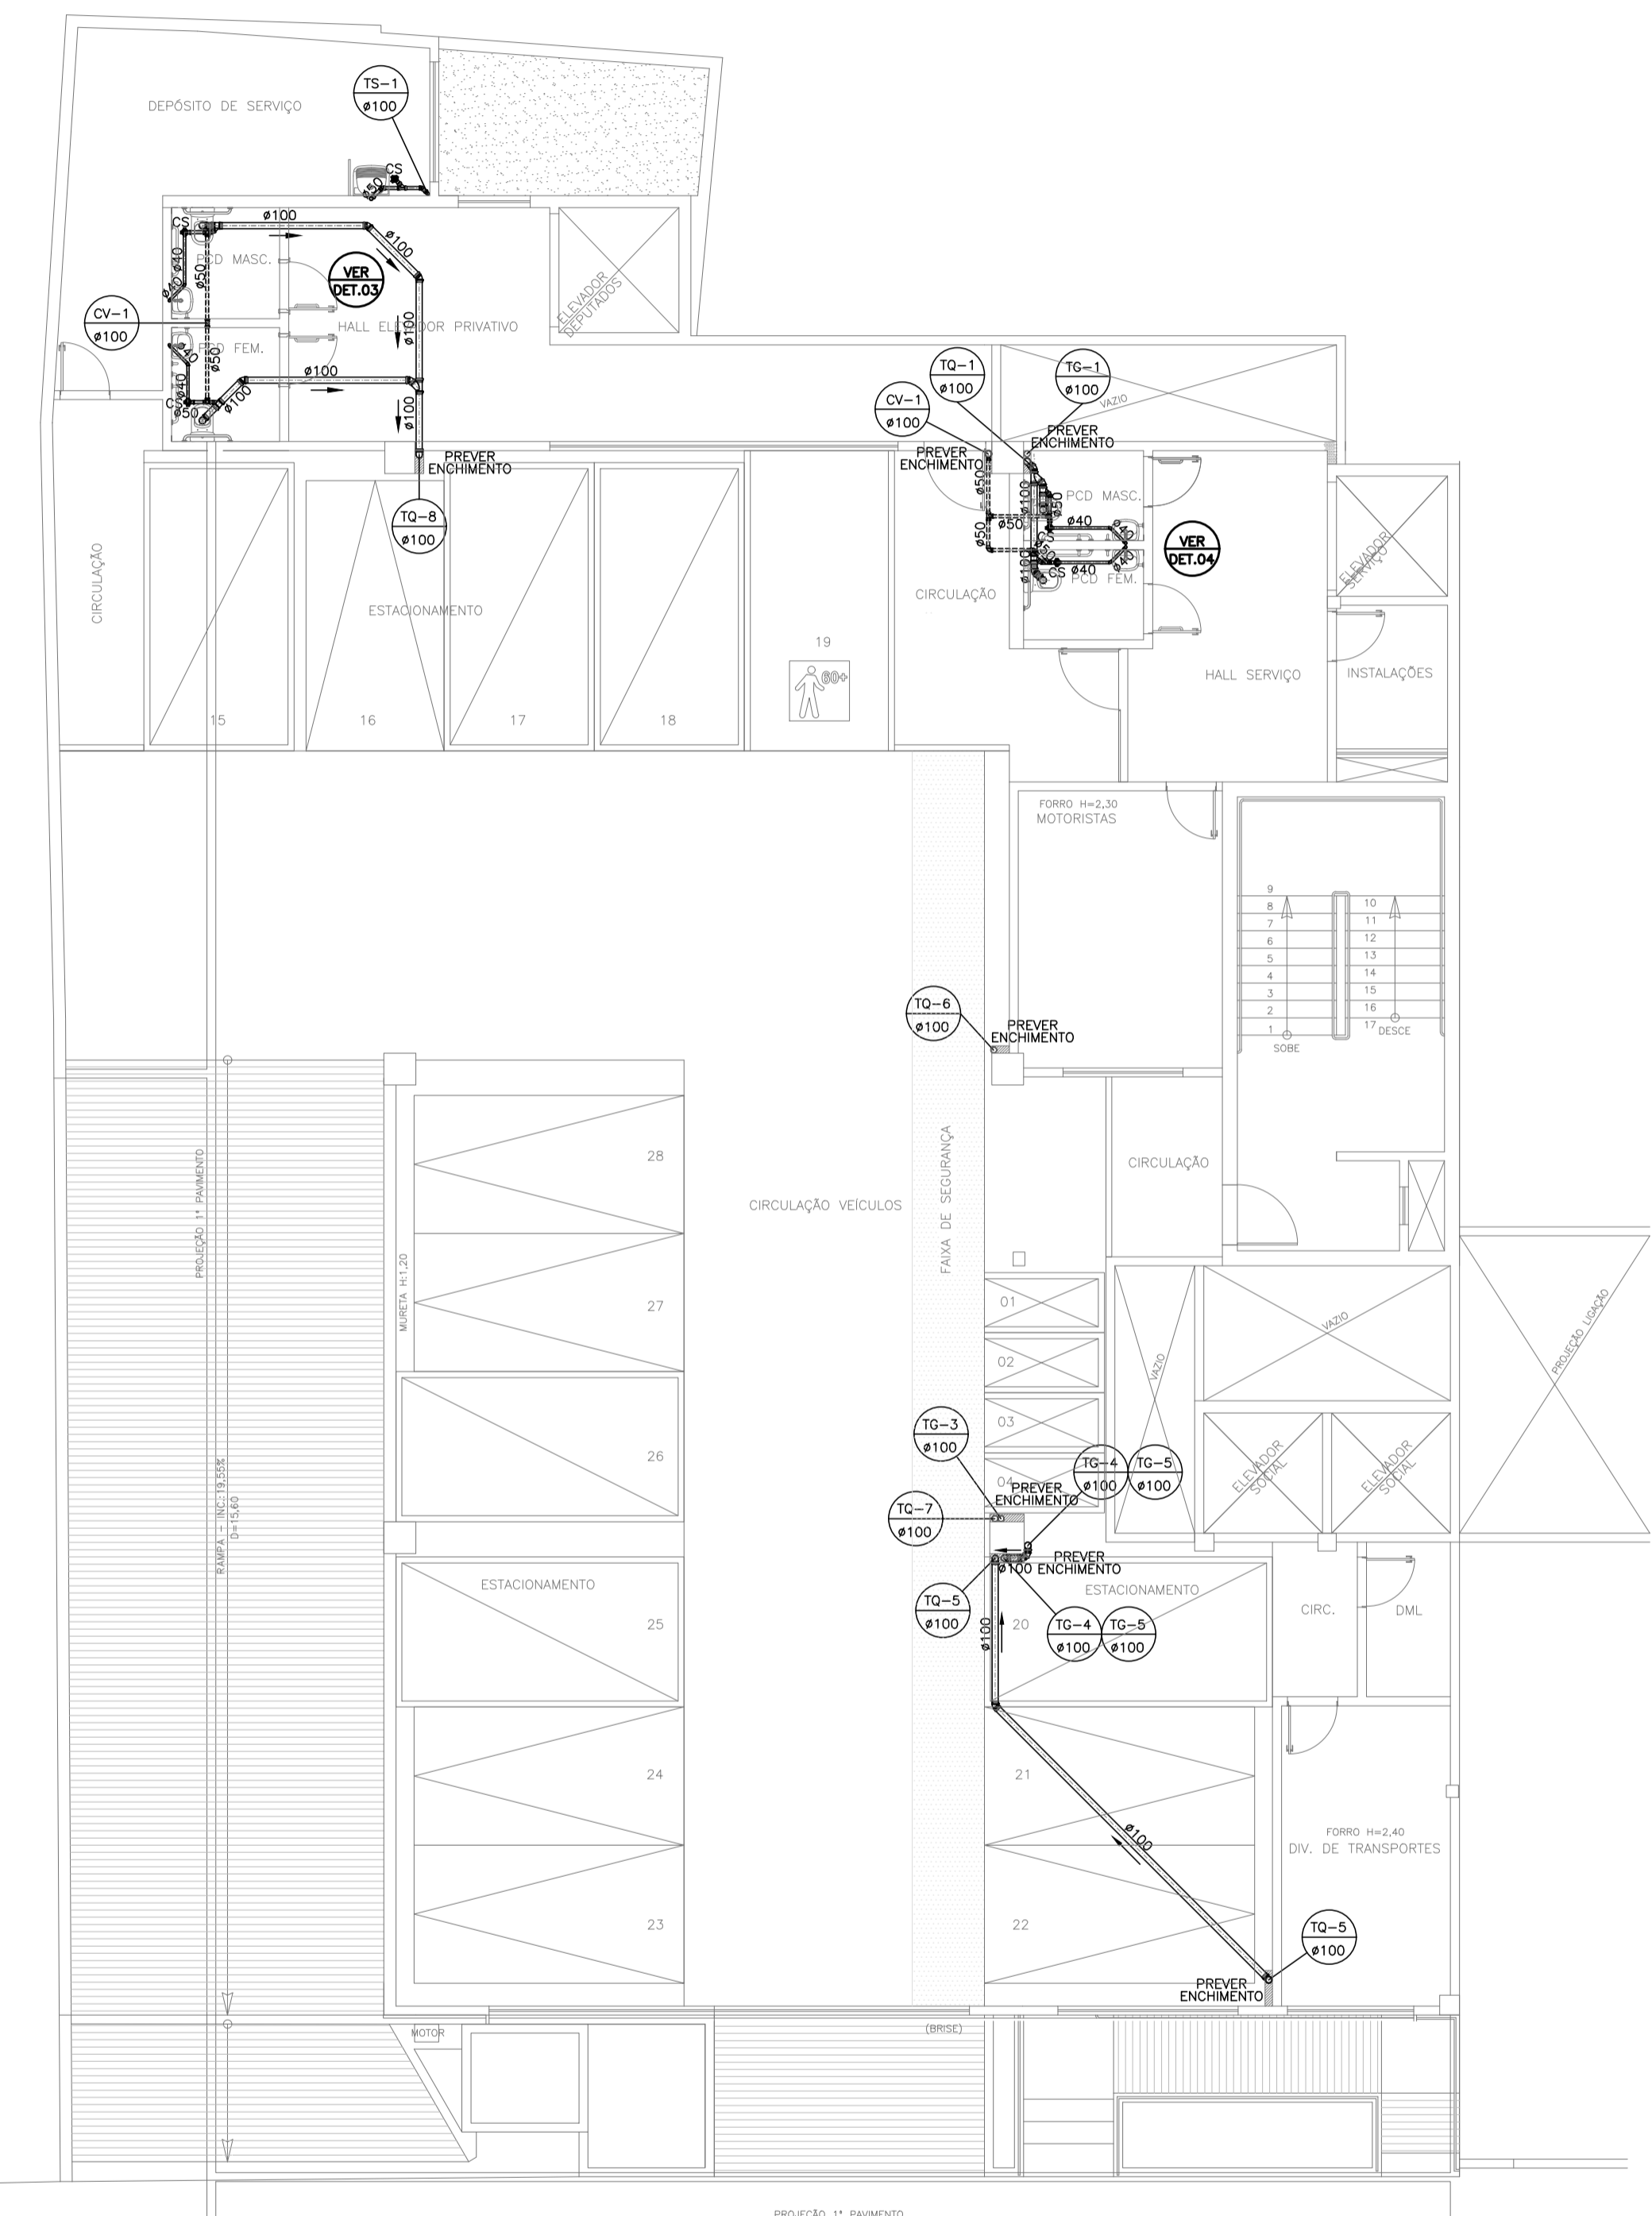 TS-1
ø100
DEPÓSITO DE SERVIÇO
CS
ø50
ø100
CS
ø100
PCD MASC.
ø40
ø50
ø40
VER
DET.03
ELEVADOR
DEPUTADOS
CV-1
ø100
HALL ELEVADOR PRIVATIVO
ø100
PCD FEM.
ø40
ø50
ø40
ø100
CS
ø50
ø100
ø100
PREVER
ENCHIMENTO
TQ-8
ø100
TQ-1
ø100
TG-1
ø100
VAZIO
CV-1
ø100
PREVER
ENCHIMENTO
PREVER
ENCHIMENTO
ø50
ø100
ø50
PCD MASC.
ø50
ø40
ø40
ø50
CS
VER
DET.04
ø50
ø40
ø100
CS
ø40
PCD FEM.
ELEVADOR
SERVIÇO
CIRCULAÇÃO
ESTACIONAMENTO
CIRCULAÇÃO
19
60+
HALL SERVIÇO
INSTALAÇÕES
15
16
17
18
FORRO H=2,30
MOTORISTAS
9
8
7
6
5
4
3
2
1
10
11
12
13
14
15
16
17
SOBE
DESCE
TQ-6
ø100
PREVER
ENCHIMENTO
28
PROJEÇÃO 1° PAVIMENTO
CIRCULAÇÃO VEÍCULOS
FAIXA DE SEGURANÇA
CIRCULAÇÃO
MURETA H:1,20
27
01
VAZIO
PROJEÇÃO LIGAÇÃO
02
VAZIO
03
TG-3
ø100
26
04
TG-4
ø100
TG-5
ø100
ELEVADOR
SOCIAL
ELEVADOR
SOCIAL
PREVER
ENCHIMENTO
RAMPA - INC.: 19,55%
D=15,60
TQ-7
ø100
PREVER
ENCHIMENTO
ø100
ESTACIONAMENTO
ESTACIONAMENTO
TQ-5
ø100
25
20
ø100
TG-4
ø100
TG-5
ø100
CIRC.
DML
24
21
ø100
FORRO H=2,40
DIV. DE TRANSPORTES
23
22
TQ-5
ø100
PREVER
ENCHIMENTO
MOTOR
(BRISE)
PROJEÇÃO 1° PAVIMENTO